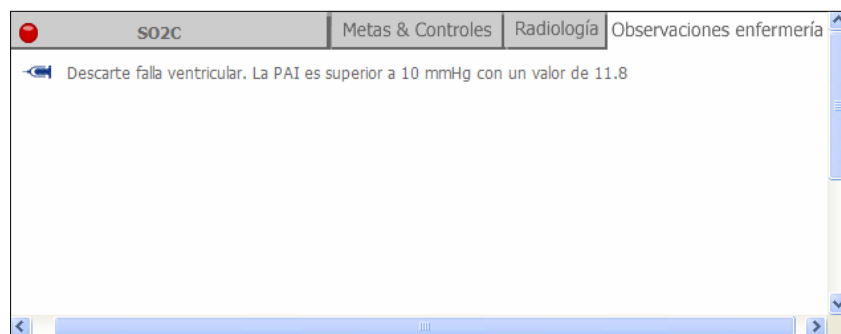 SO2C Metas & Controles Radiología Observaciones enfermería
Descarte falla ventricular. La PAI es superior a 10 mmHg con un valor de 11.8